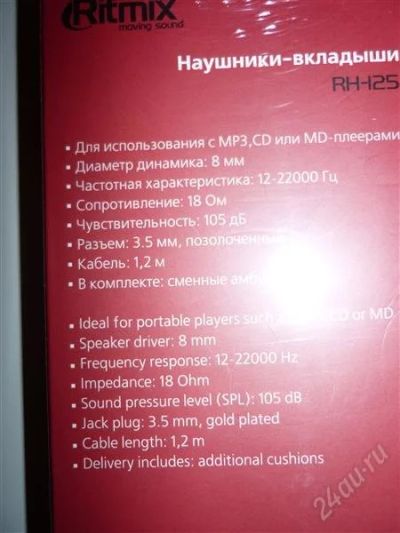 Ritmix
moving sound
Наушники-вкладыши
RH-125
• Для использования с MP3,CD или MD-плеерами
• Диаметр динамика: 8 мм
• Частотная характеристика: 12-22000 Гц
• Сопротивление: 18 Ом
• Чувствительность: 105 дБ
• Разъем: 3.5 мм,
• Кабель: 1,2 м
• В комплекте: сменные
• Ideal for portable players such CD or MD
• Speaker driver: 8 mm
• Frequency response: 12-22000 Hz
• Impedance: 18 Ohm
• Sound pressure level (SPL): 105 dB
• Jack plug: 3.5 mm, gold plated
• Cable length: 1,2 m
• Delivery includes: additional cushions
24au.ru